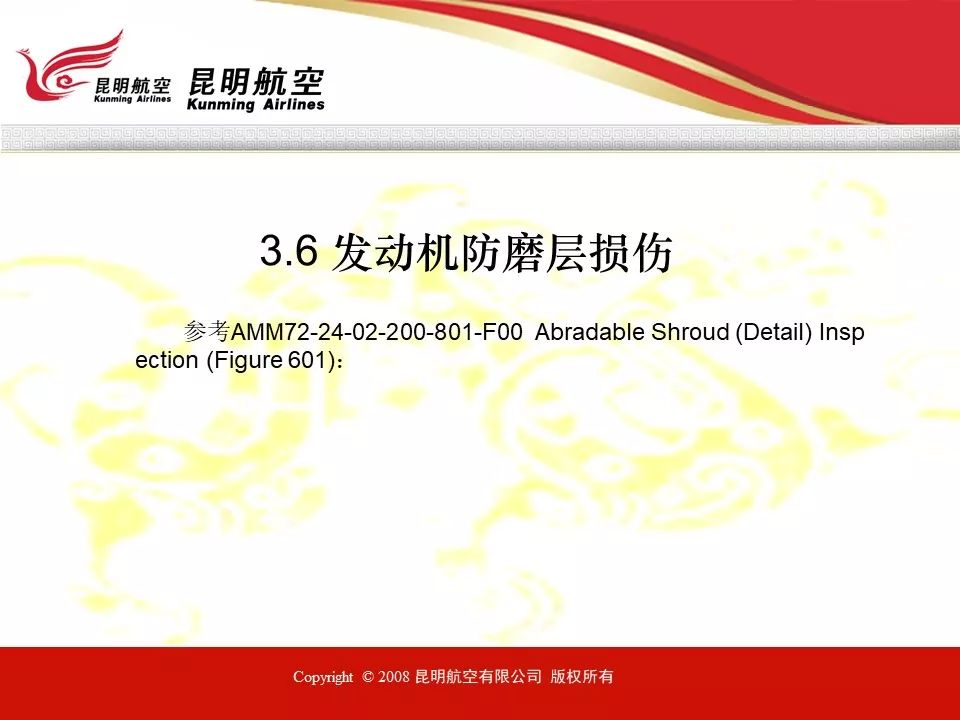 昆明航空 昆明航空
Kunming Airlines Kunming Airlines
3.6 发动机防磨层损伤
参考AMM72-24-02-200-801-F00 Abradable Shroud (Detail) Insp
ection (Figure 601)：
Copyright © 2008 昆明航空有限公司 版权所有